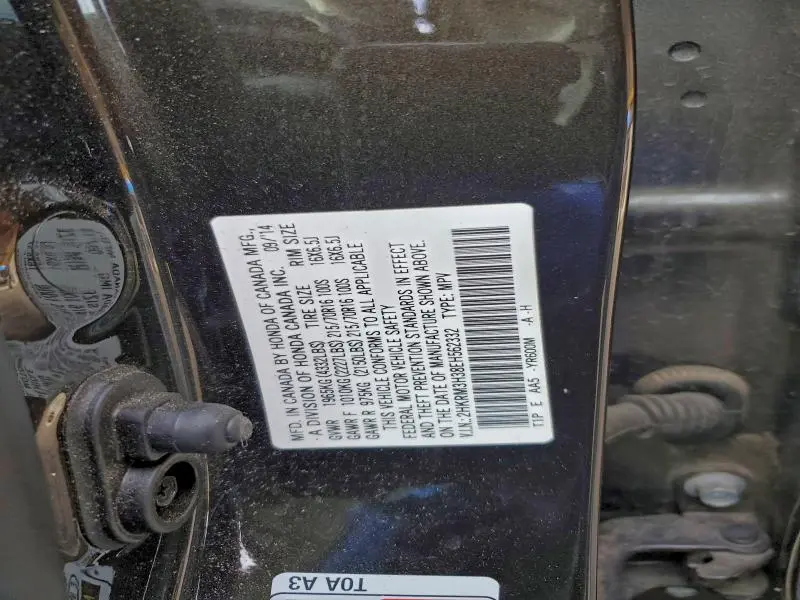 MFD. IN CANADA BY HONDA OF CANADA MFG.,
-A DIVISION OF HONDA CANADA INC. 09/14
TIRE SIZE RIM SIZE
GVWR 1965KG(4332LBS)
GAWR F 1010KG(2227LBS) 215/70R16 100S 16X6.5J
GAWR R 975KG (2150LBS) 215/70R16 100S 16X6.5J
THIS VEHICLE CONFORMS TO ALL APPLICABLE
FEDERAL MOTOR VEHICLE SAFETY
AND THEFT PREVENTION STANDARDS IN EFFECT
ON THE DATE OF MANUFACTURE SHOWN ABOVE.
V.I.N.:2HKRM3H38EH562332 TYPE: MPV
T1P E AA5 -YR600M -A -H
T0A A3